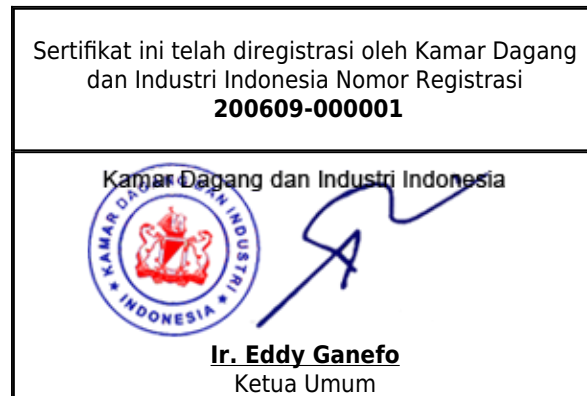 Sertifikat ini telah diregistrasi oleh Kamar Dagang
dan Industri Indonesia Nomor Registrasi
200609-000001
Kamar Dagang dan Industri Indonesia
KAMAR DAGANG DAN INDUSTRI
INDONESIA
Ir. Eddy Ganefo
Ketua Umum